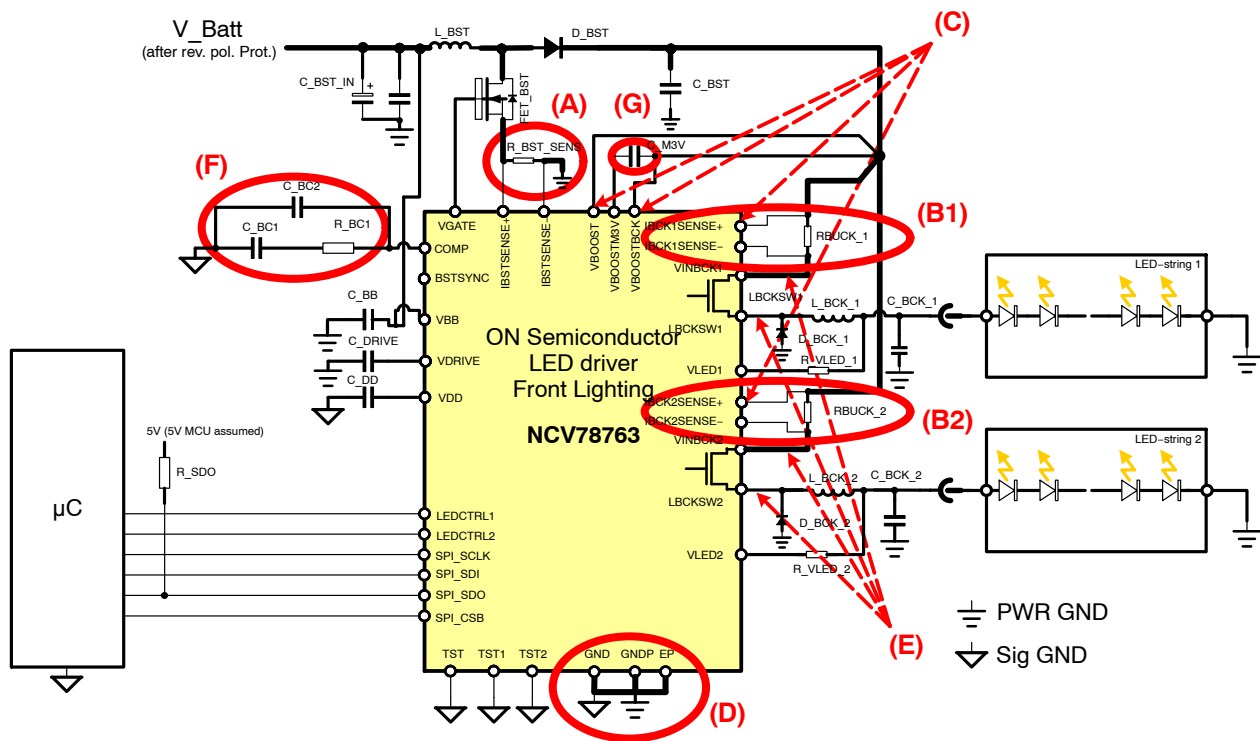 V_Batt
(after rev. pol. Prot.)
L_BST
D_BST
(C)
C_BST_IN
+
FET_BST
C_BST
(A)
(G)
R_BST_SENS
C_M3V
(F)
C_BC2
C_BC1
R_BC1
(B1)
VGATE
IBSTSENSE+
IBSTSENSE−
VBOOST
VBOOSTM3V
VBOOSTBCK
IBCK1SENSE+
IBCK1SENSE−
RBUCK_1
COMP
BSTSYNC
VINBCK1
LED−string 1
C_BB
VBB
LBCKSW1
L_BCK_1
C_BCK_1
LBCKSW1
ON Semiconductor
LED driver
Front Lighting
NCV78763
D_BCK_1
C_DRIVE
VDRIVE
R_VLED_1
VLED1
C_DD
VDD
IBCK2SENSE+
IBCK2SENSE−
RBUCK_2
(B2)
VINBCK2
LED−string 2
5V (5V MCU assumed)
R_SDO
L_BCK_2
C_BCK_2
LBCKSW2
D_BCK_2
VLED2
R_VLED_2
µC
LEDCTRL1
LEDCTRL2
SPI_SCLK
SPI_SDI
SPI_SDO
SPI_CSB
PWR GND
Sig GND
(E)
TST
TST1
TST2
GND
GNDP
EP
(D)